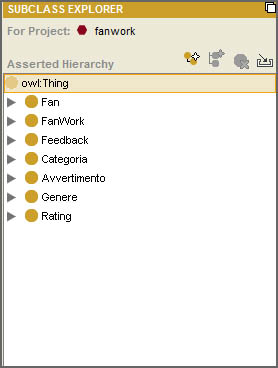 SUBCLASS EXPLORER
For Project: fanwork
Asserted Hierarchy
owl:Thing
Fan
FanWork
Feedback
Categoria
Avvertimento
Genere
Rating